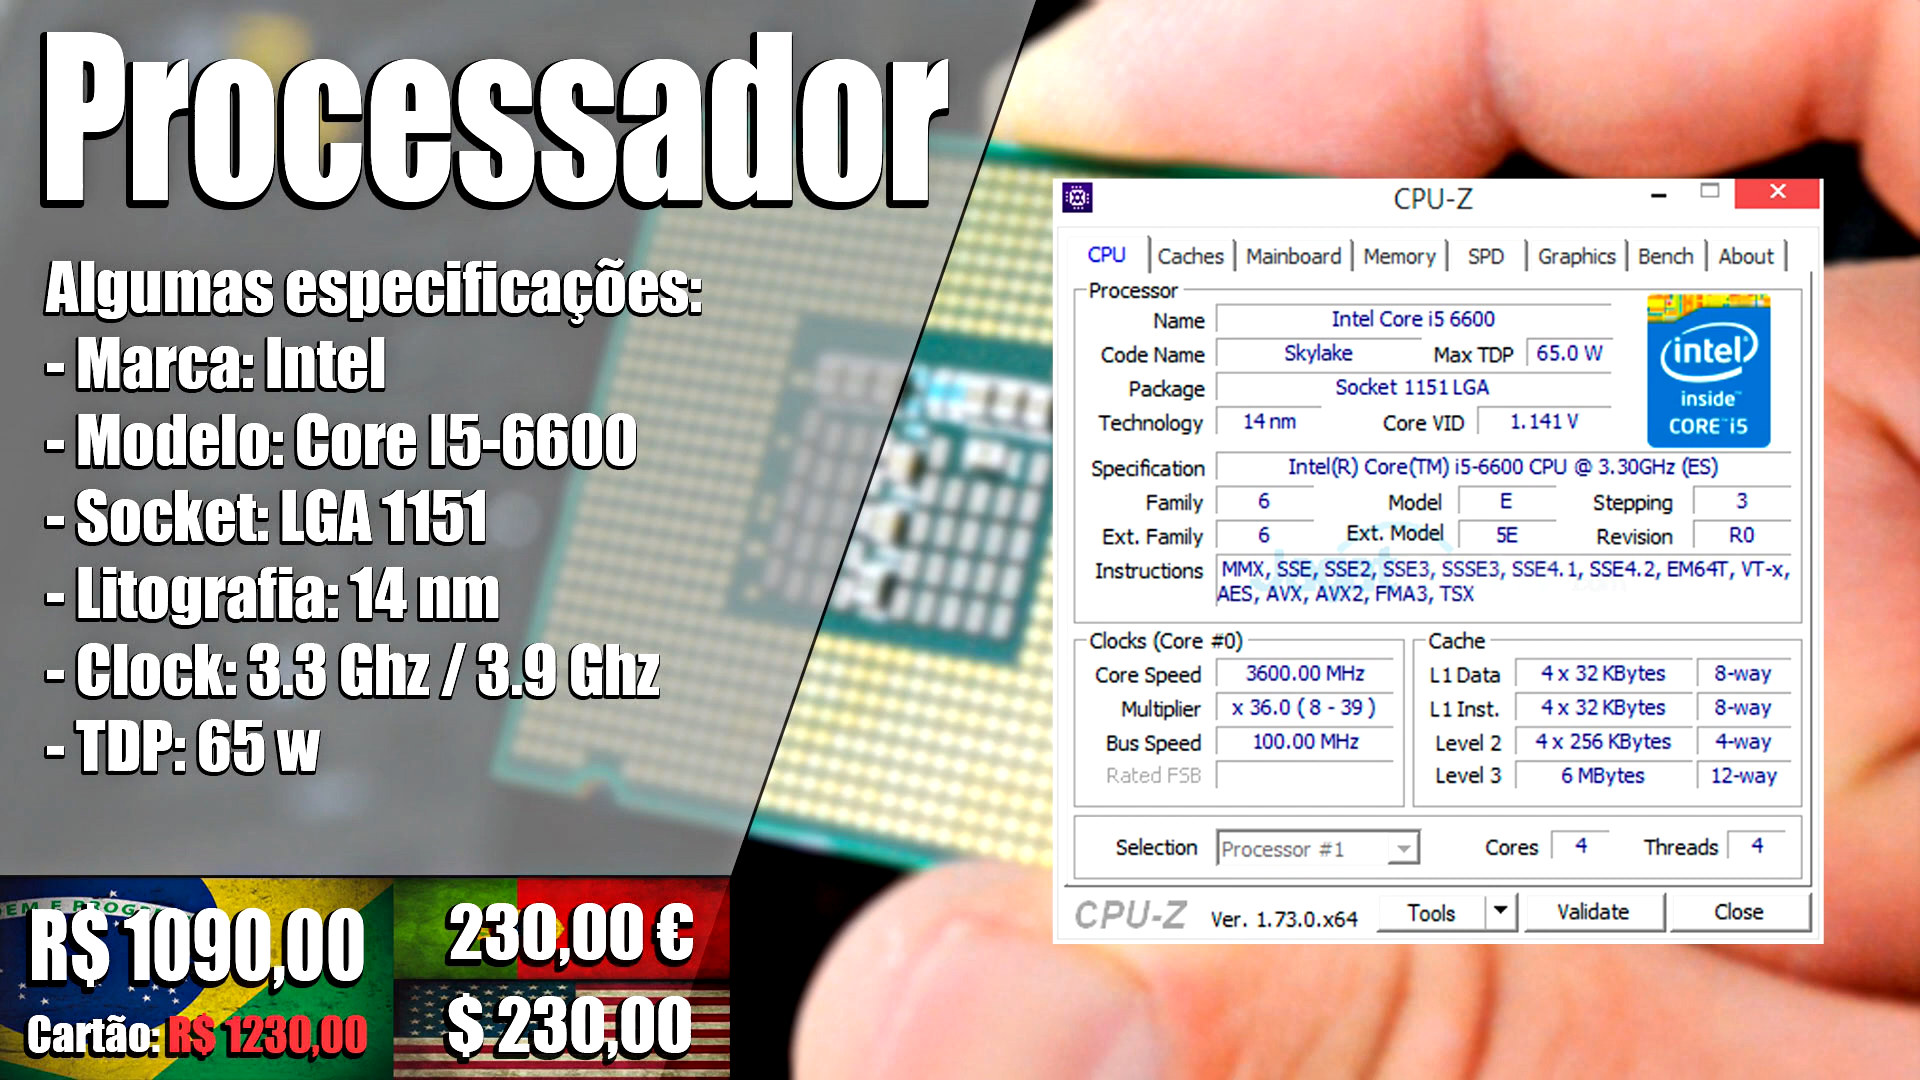 Processador
Algumas especificações:
- Marca: Intel
- Modelo: Core I5-6600
- Socket: LGA 1151
- Litografia: 14 nm
- Clock: 3.3 Ghz / 3.9 Ghz
- TDP: 65 w
R$ 1090,00
Cartão: R$ 1230,00
230,00 €
$ 230,00
CPU-Z
CPU Caches Mainboard Memory SPD Graphics Bench About
Processor
Name Intel Core i5 6600
Code Name Skylake Max TDP 65.0 W
Package Socket 1151 LGA
Technology 14 nm Core VID 1.141 V
intel
inside™
CORE™ i5
Specification Intel(R) Core(TM) i5-6600 CPU @ 3.30GHz (ES)
Family 6 Model E Stepping 3
Ext. Family 6 Ext. Model 5E Revision R0
Instructions MMX, SSE, SSE2, SSE3, SSSE3, SSE4.1, SSE4.2, EM64T, VT-x,
AES, AVX, AVX2, FMA3, TSX
Clocks (Core #0)
Core Speed 3600.00 MHz
Multiplier x 36.0 ( 8 - 39 )
Bus Speed 100.00 MHz
Rated FSB
Cache
L1 Data 4 x 32 KBytes 8-way
L1 Inst. 4 x 32 KBytes 8-way
Level 2 4 x 256 KBytes 4-way
Level 3 6 MBytes 12-way
Selection Processor #1 Cores 4 Threads 4
CPU-Z Ver. 1.73.0.x64 Tools Validate Close